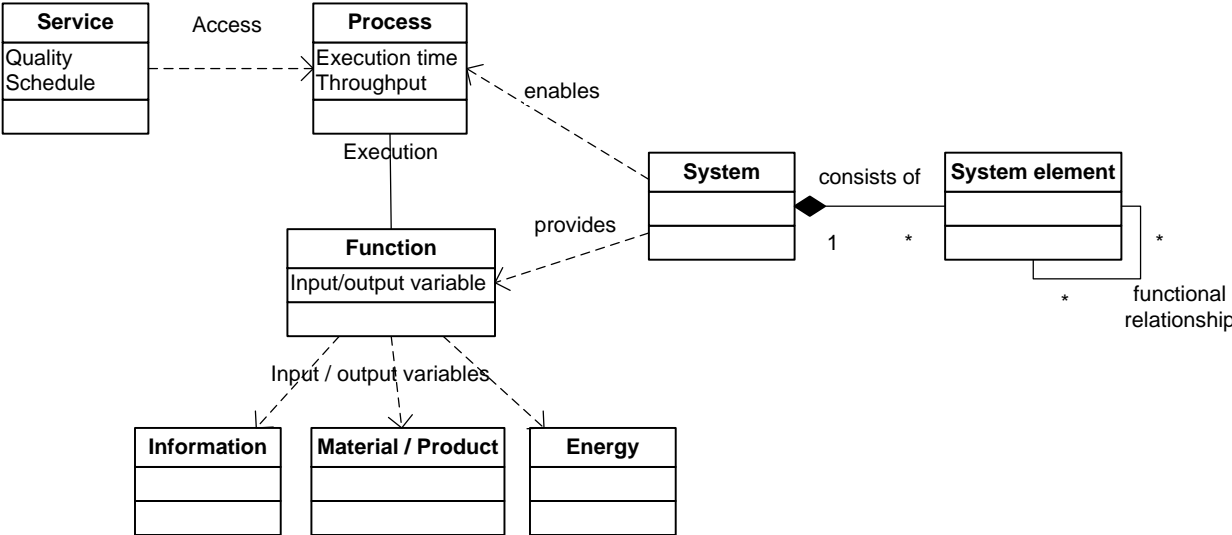 Service
Quality
Schedule
Access
Process
Execution time
Throughput
enables
Execution
System
consists of
1
*
System element
*
*
functional
relationship
provides
Function
Input/output variable
Input / output variables
Information
Material / Product
Energy